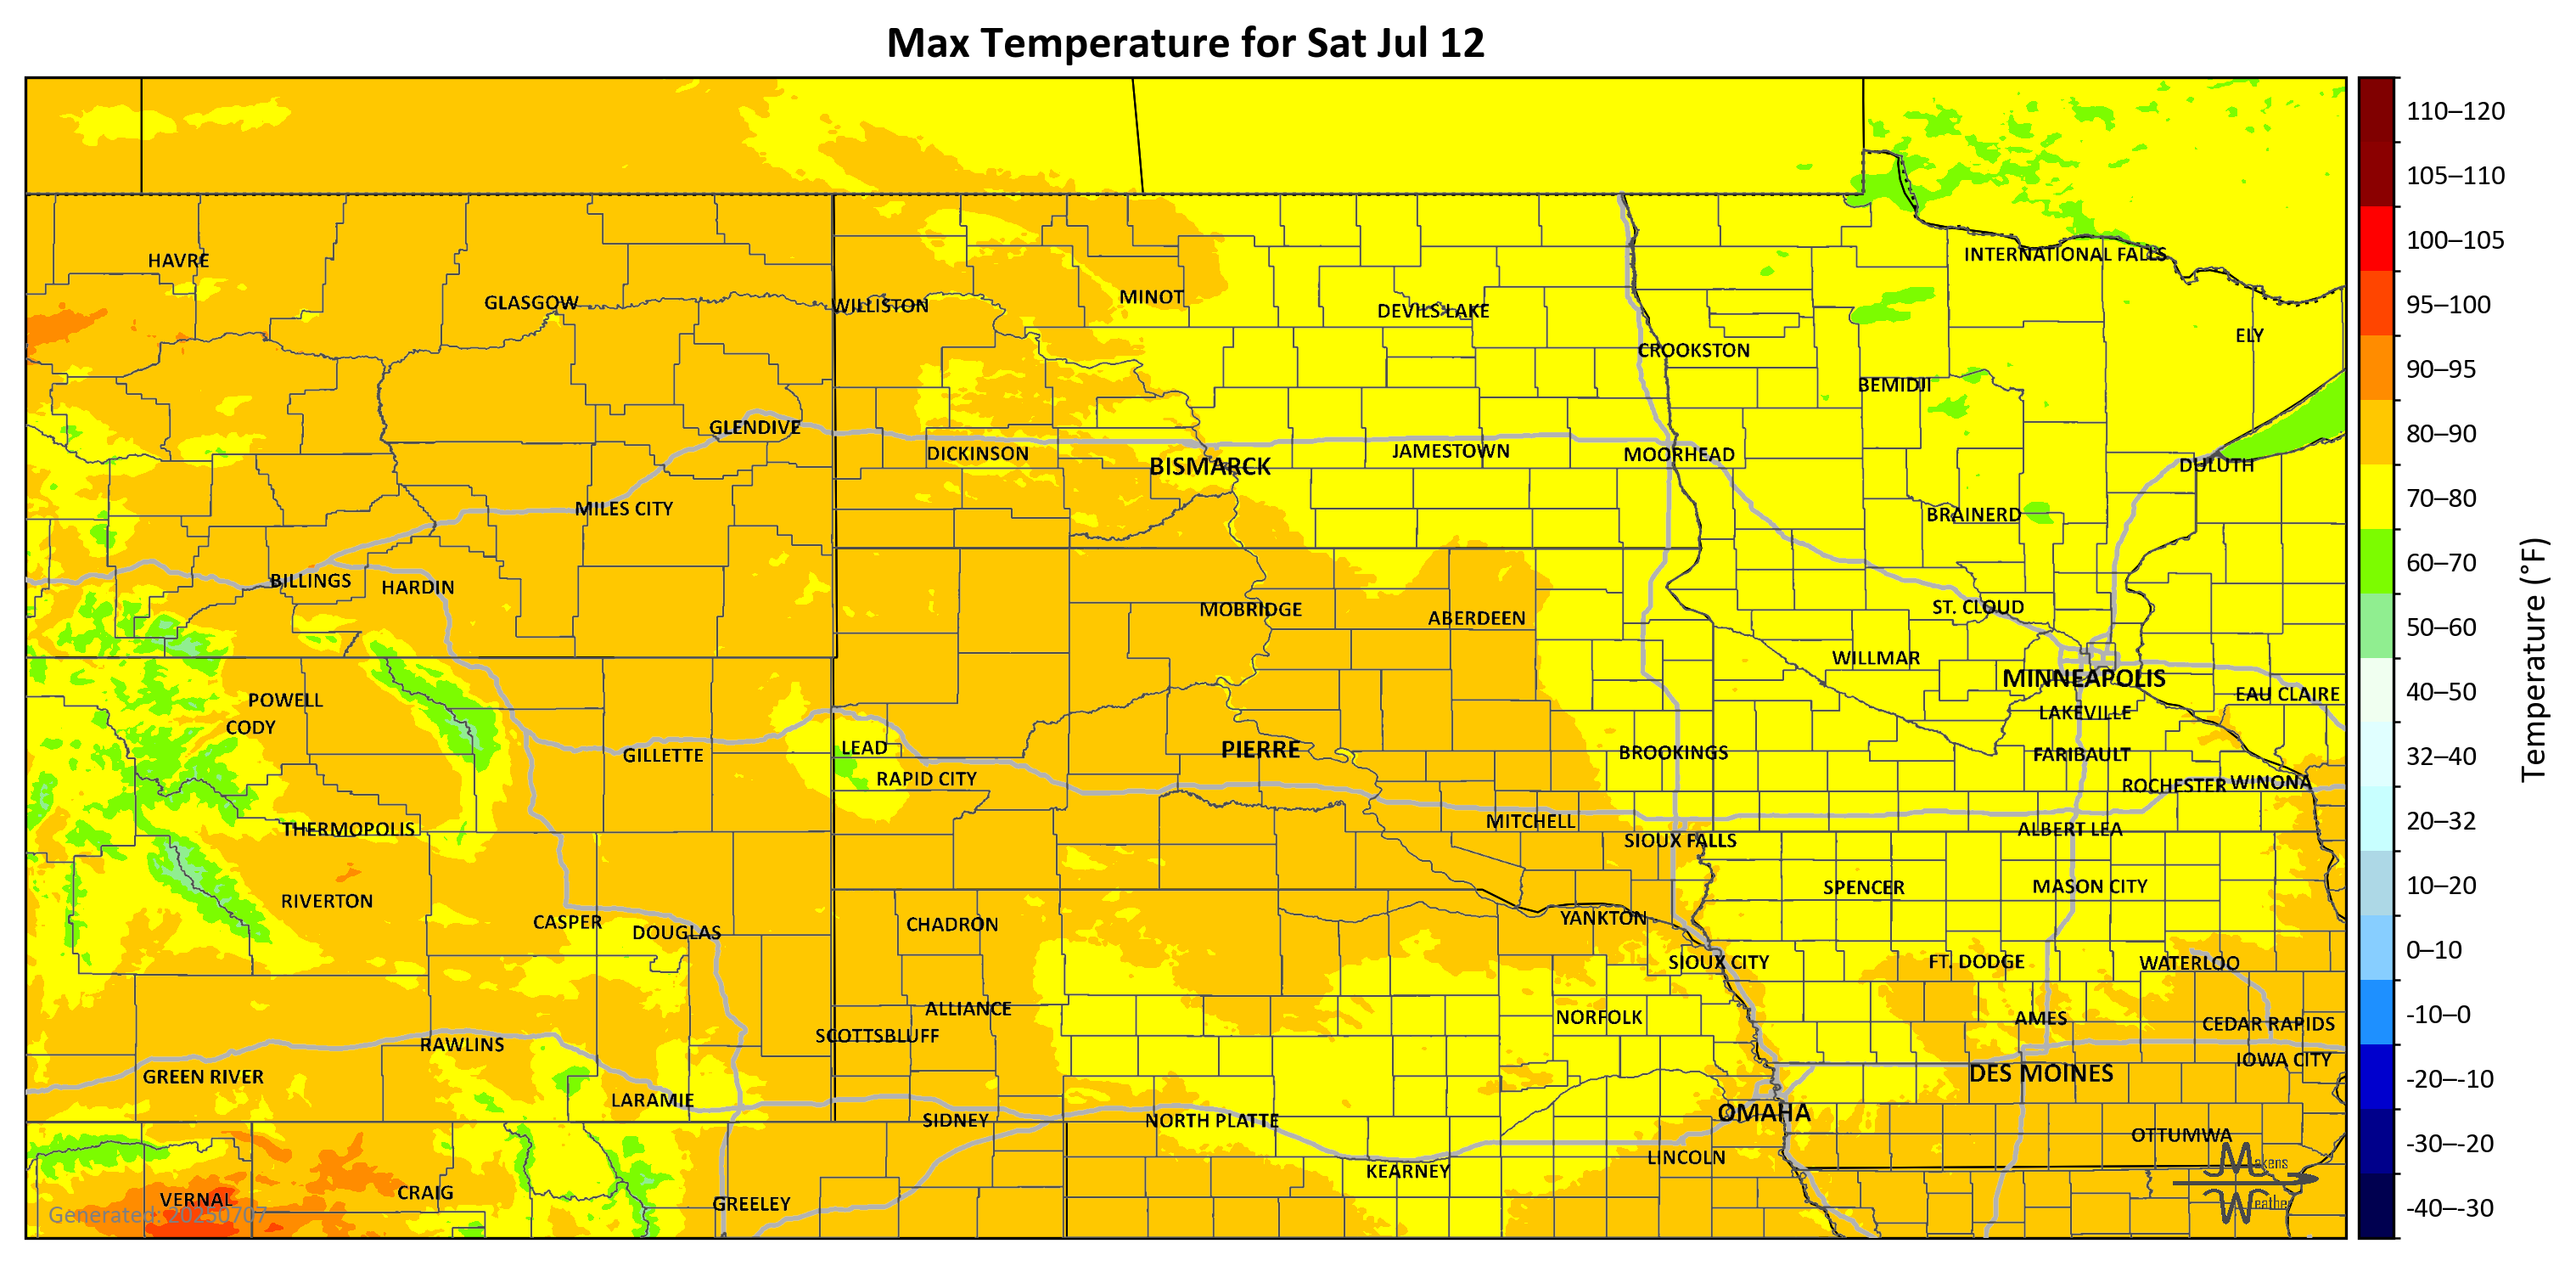 Max Temperature for Sat Jul 12
INTERNATIONAL FALLS
HAVRE
MINOT
GLASGOW
WILLISTON
DEVILS LAKE
ELY
CROOKSTON
BEMIDJI
GLENDIVE
DICKINSON
BISMARCK
JAMESTOWN
MOORHEAD
DULUTH
MILES CITY
BRAINERD
BILLINGS
HARDIN
MOBRIDGE
ABERDEEN
ST. CLOUD
WILLMAR
MINNEAPOLIS
EAU CLAIRE
POWELL
LAKEVILLE
CODY
LEAD
PIERRE
BROOKINGS
GILLETTE
FARIBAULT
RAPID CITY
ROCHESTER
WINONA
THERMOPOLIS
MITCHELL
ALBERT LEA
SIOUX FALLS
SPENCER
MASON CITY
RIVERTON
CASPER
CHADRON
YANKTON
DOUGLAS
SIOUX CITY
FT. DODGE
WATERLOO
ALLIANCE
NORFOLK
AMES
CEDAR RAPIDS
SCOTTSBLUFF
RAWLINS
IOWA CITY
GREEN RIVER
DES MOINES
LARAMIE
OMAHA
SIDNEY
NORTH PLATTE
OTTUMWA
LINCOLN
KEARNEY
CRAIG
VERNAL
GREELEY
Generated: 20250707
Makens
Weather
110–120
105–110
100–105
95–100
90–95
80–90
70–80
60–70
50–60
40–50
32–40
20–32
10–20
0–10
-10–0
-20–-10
-30–-20
-40–-30
Temperature (°F)